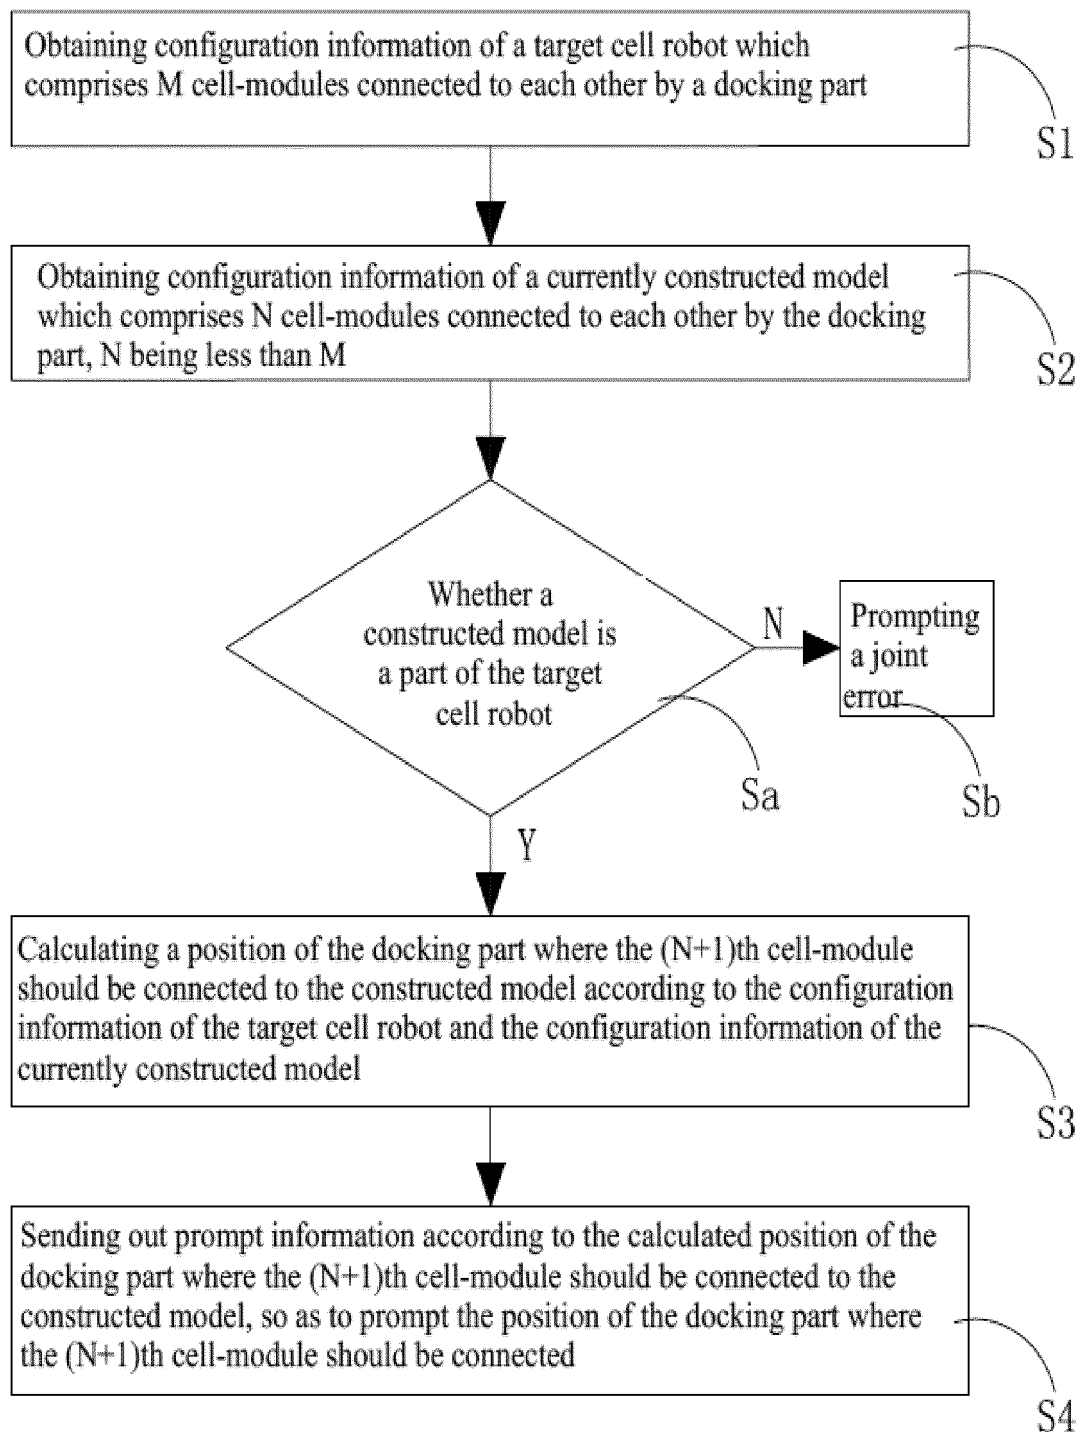 Obtaining configuration information of a target cell robot which
comprises M cell-modules connected to each other by a docking part
S1
Obtaining configuration information of a currently constructed model
which comprises N cell-modules connected to each other by the docking
part, N being less than M
S2
Whether a
constructed model is
a part of the target
cell robot
Sa
N
Prompting
a joint
error
Sb
Y
Calculating a position of the docking part where the (N+1)th cell-module
should be connected to the constructed model according to the configuration
information of the target cell robot and the configuration information of the
currently constructed model
S3
Sending out prompt information according to the calculated position of the
docking part where the (N+1)th cell-module should be connected to the
constructed model, so as to prompt the position of the docking part where
the (N+1)th cell-module should be connected
S4